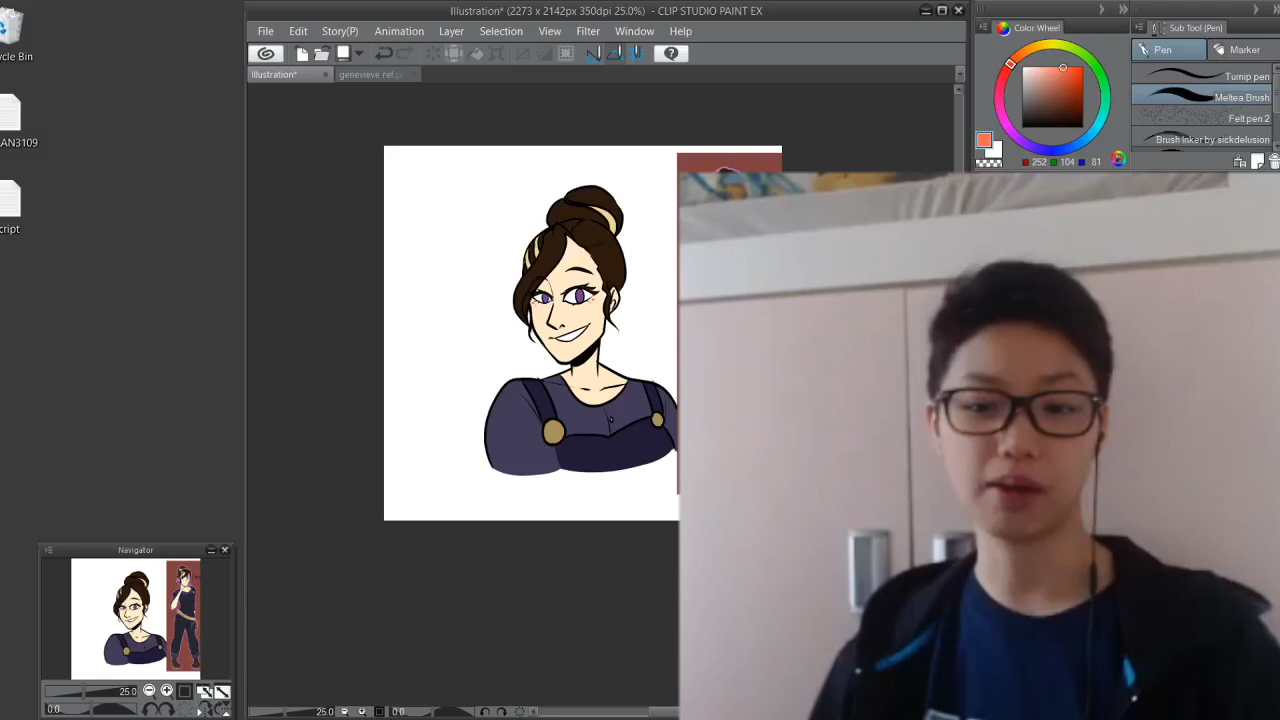 Illustration* (2273 x 2142px 350dpi 25.0%) - CLIP STUDIO PAINT EX
File Edit Story(P) Animation Layer Selection View Filter Window Help
Illustration*
genevieve ref.p
Color Wheel
252 104 81
Sub Tool [Pen]
Pen Marker
Turnip pen
Meltea Brush
Felt pen 2
Brush inker by sickdelusion
cycle Bin
AN3109
cript
Navigator
25.0
0.0
25.0 0.0